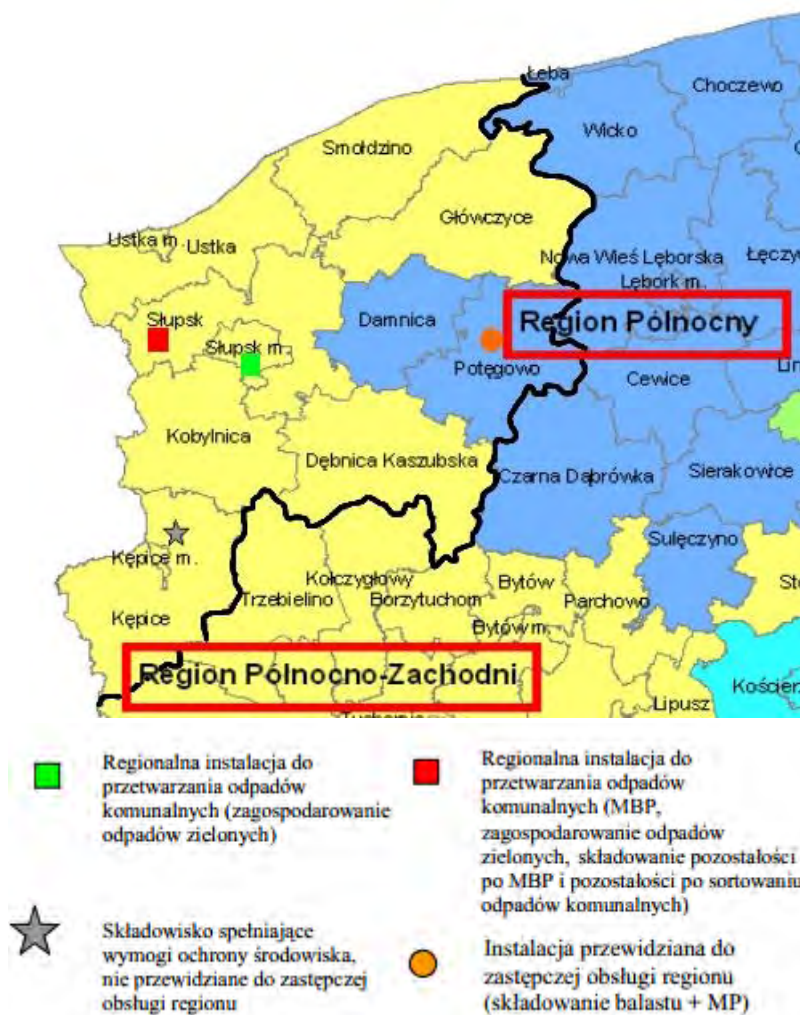 Łeba
Choczewo
Wicko
Smołdzino
Główczyce
Ustka m.
Ustka
Nowa Wieś Lęborska
Łęczy
Lębork m.
Słupsk
Damnica
Region Północny
Słupsk m.
Potęgowo
Cewice
Lin
Kobylnica
Dębnica Kaszubska
Czarna Dąbrówka
Sierakowice
Sulęczyno
Kępice m.
Kołczygłowy
Bytów
Trzebielino
Borzytuchom
Parchowo
Kępice
Bytów m.
Region Północno-Zachodni
Kościer
Lipusz
Regionalna instalacja do
przetwarzania odpadów
komunalnych (zagospodarowanie
odpadów zielonych)
Regionalna instalacja do
przetwarzania odpadów
komunalnych (MBP,
zagospodarowanie odpadów
zielonych, składowanie pozostałości
po MBP i pozostałości po sortowaniu
odpadów komunalnych)
Składowisko spełniające
wymogi ochrony środowiska,
nie przewidziane do zastępczej
obsługi regionu
Instalacja przewidziana do
zastępczej obsługi regionu
(składowanie balastu + MP)